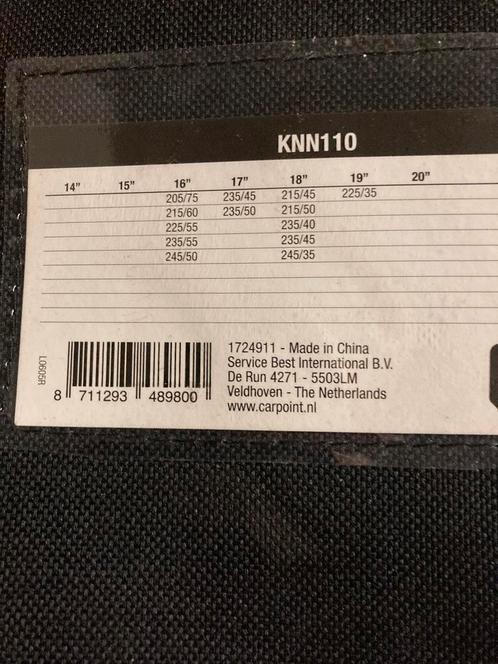 KNN110
14” 15” 16” 17” 18” 19” 20”
205/75 235/45 215/45 225/35
215/60 235/50 215/50
225/55 235/40
235/55 235/45
245/50 245/35
L0605R
8 711293 489800
1724911 - Made in China
Service Best International B.V.
De Run 4271 - 5503LM
Veldhoven - The Netherlands
www.carpoint.nl